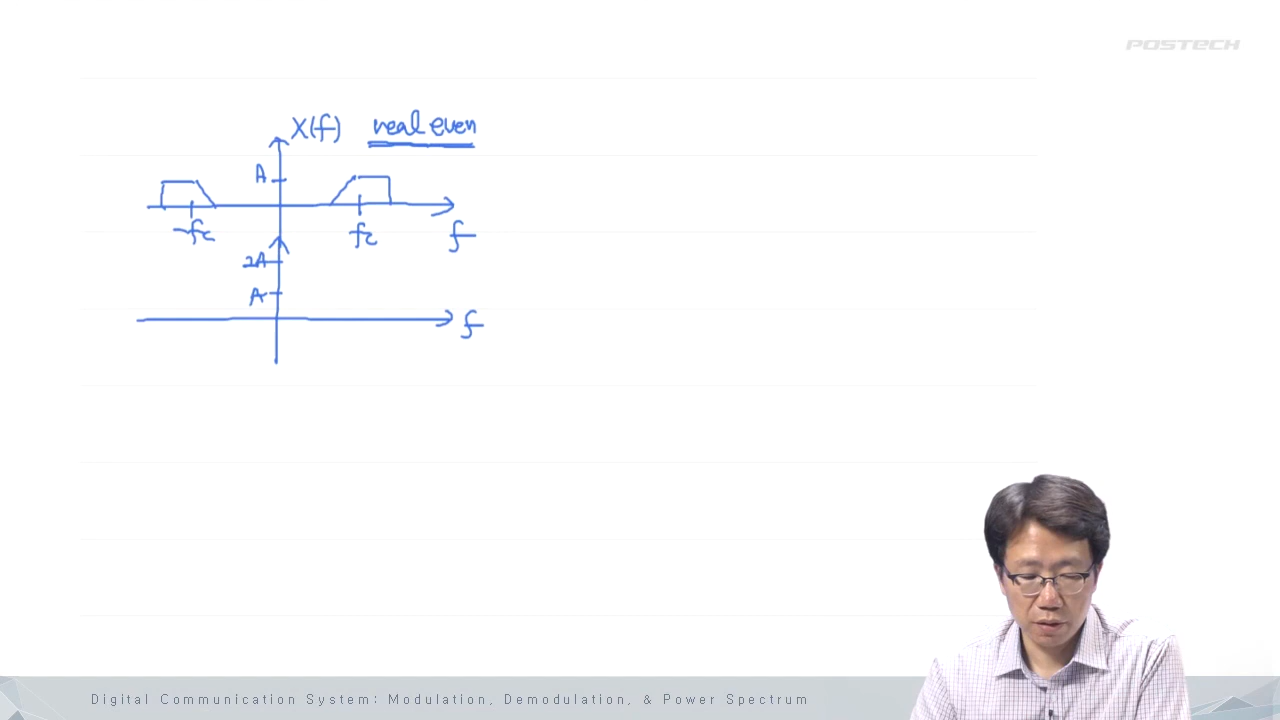 POSTECH
X(f) real even
A
-fc fc f
2A
A
f
Digital Communication System: Modulation, Demodulation, & Power Spectrum